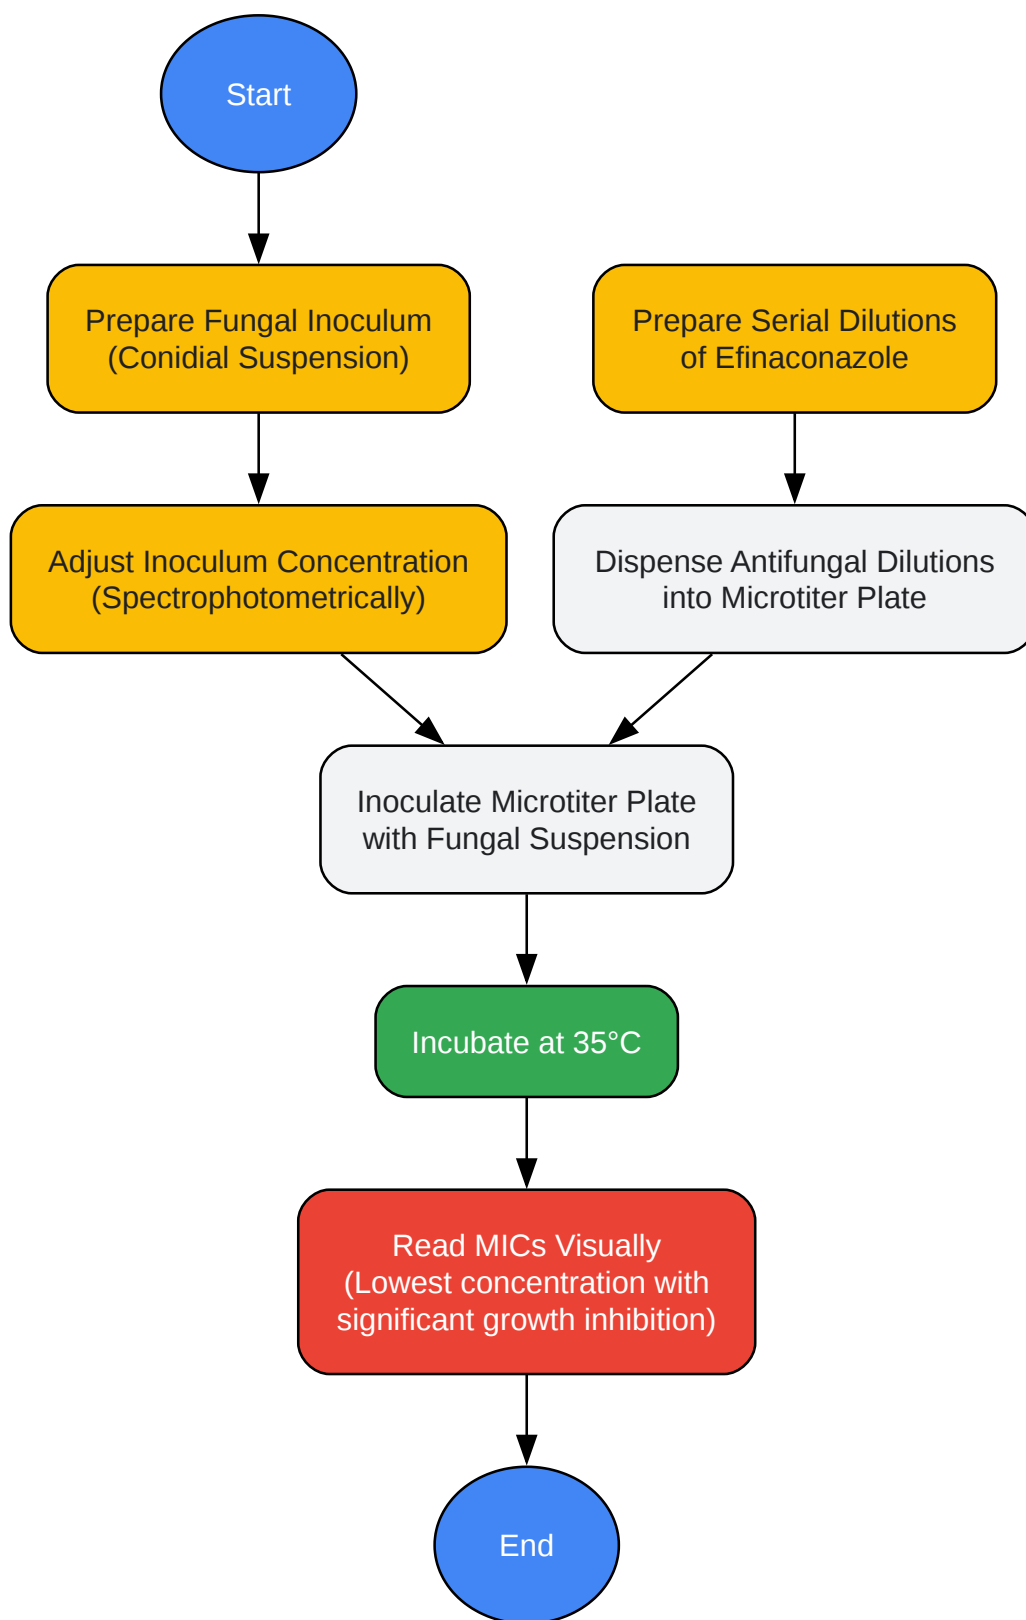 Start
Prepare Fungal Inoculum
(Conidial Suspension)
Prepare Serial Dilutions
of Efinaconazole
Adjust Inoculum Concentration
(Spectrophotometrically)
Dispense Antifungal Dilutions
into Microtiter Plate
Inoculate Microtiter Plate
with Fungal Suspension
Incubate at 35°C
Read MICs Visually
(Lowest concentration with
significant growth inhibition)
End